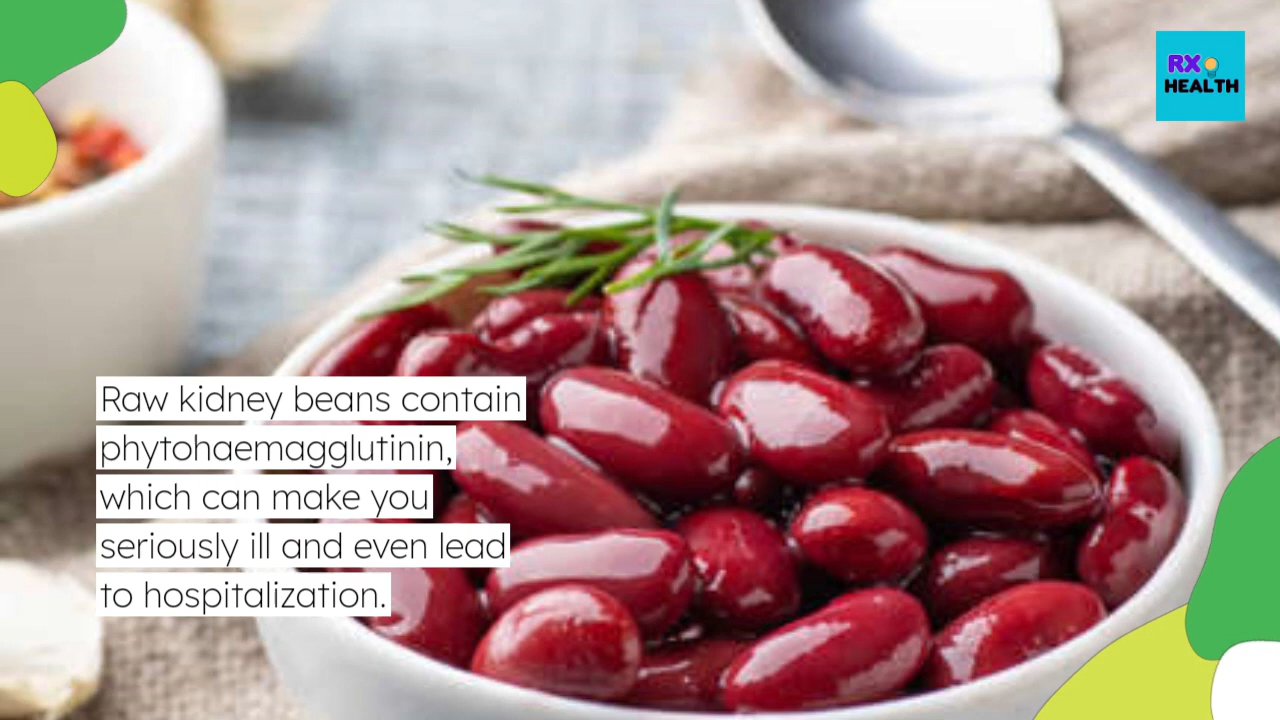 RX
HEALTH
Raw kidney beans contain
phytohaemagglutinin,
which can make you
seriously ill and even lead
to hospitalization.